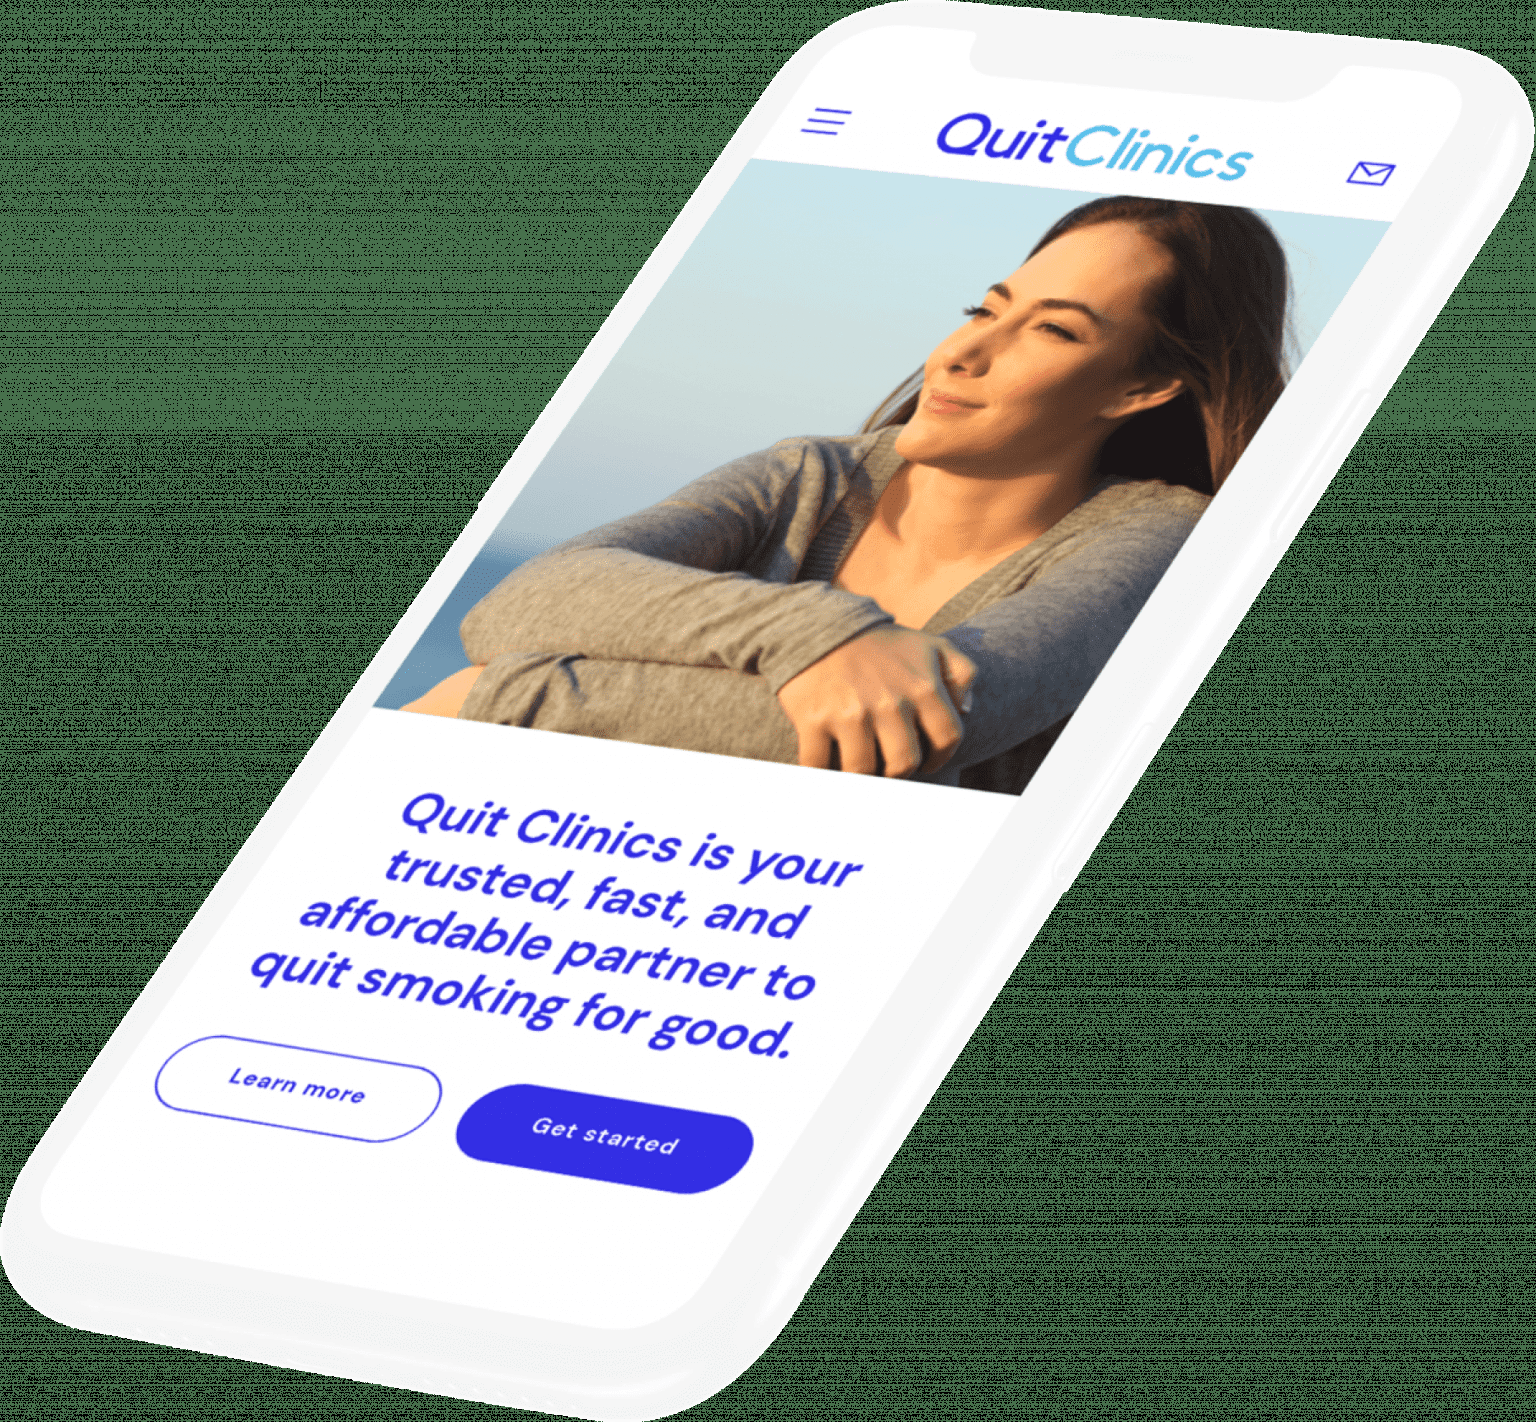 QuitClinics
Quit Clinics is your
trusted, fast, and
affordable partner to
quit smoking for good.
Learn more
Get started